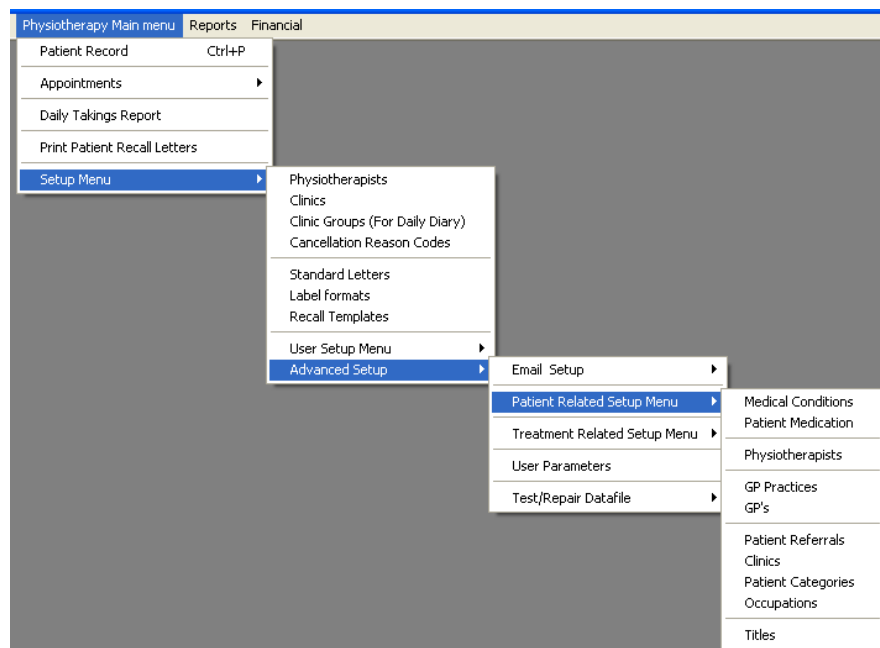 Physiotherapy Main menu Reports Financial
Patient Record Ctrl+P
Appointments
Daily Takings Report
Print Patient Recall Letters
Setup Menu
Physiotherapists
Clinics
Clinic Groups (For Daily Diary)
Cancellation Reason Codes
Standard Letters
Label formats
Recall Templates
User Setup Menu
Advanced Setup
Email Setup
Patient Related Setup Menu
Treatment Related Setup Menu
User Parameters
Test/Repair Datafile
Medical Conditions
Patient Medication
Physiotherapists
GP Practices
GP's
Patient Referrals
Clinics
Patient Categories
Occupations
Titles